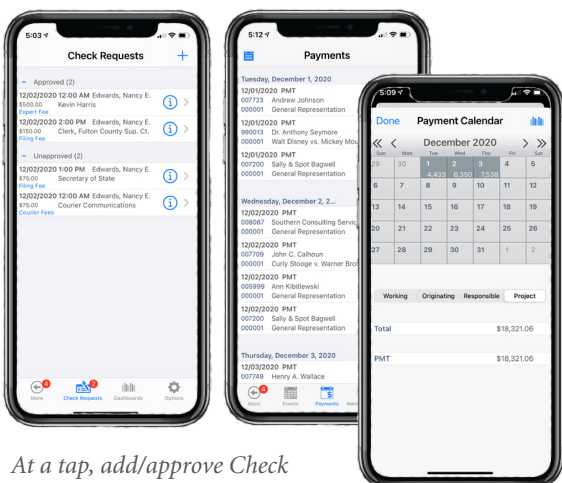 5:03
Check Requests +
- Approved (2)
12/02/2020 12:00 AM Edwards, Nancy E.
$500.00 Kevin Harris
Expert Fee
12/02/2020 2:00 PM Edwards, Nancy E.
$150.00 Clerk, Fulton County Sup. Ct.
Filing Fee
- Unapproved (2)
12/02/2020 1:00 PM Edwards, Nancy E.
$75.00 Secretary of State
Filing Fee
12/02/2020 12:00 AM Edwards, Nancy E.
$75.00 Courier Communications
Courier Fees
4 2
More Check Requests Dashboards Options
5:12
Payments
Tuesday, December 1, 2020
12/01/2020 PMT
007723 Andrew Johnson
000001 General Representation
12/01/2020 PMT
990013 Dr. Anthony Seymore
000001 Walt Disney vs. Mickey Mou
12/01/2020 PMT
007200 Sally & Spot Bagwell
000001 General Representation
Wednesday, December 2, 2...
12/02/2020 PMT
008087 Southern Consulting Servic
000001 General Representation
12/02/2020 PMT
007709 John C. Calhoun
000001 Curly Stooge v. Warner Bro
12/02/2020 PMT
005999 Ann Kibitlewski
000001 General Representation
12/02/2020 PMT
007200 Sally & Spot Bagwell
000001 General Representation
Thursday, December 3, 2020
12/03/2020 PMT
007749 Henry A. Wallace
4
More Events Payments
5:09
Done Payment Calendar
« < December 2020 > »
Sun Mon Tue Wed Thu Fri Sat
29 30 1 2 3 4 5
4,433 6,350 7,538
6 7 8 9 10 11 12
13 14 15 16 17 18 19
20 21 22 23 24 25 26
27 28 29 30 31 1 2
Working Originating Responsible Project
Total $18,321.06
PMT $18,321.06
At a tap, add/approve Check